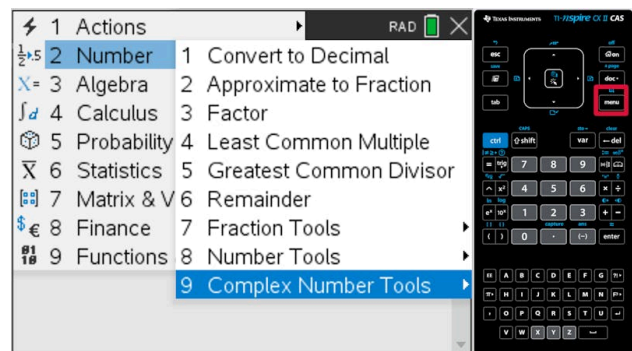 1 Actions
RAD
2 Number
3 Algebra
4 Calculus
5 Probability
6 Statistics
7 Matrix & V
8 Finance
9 Functions
1 Convert to Decimal
2 Approximate to Fraction
3 Factor
4 Least Common Multiple
5 Greatest Common Divisor
6 Remainder
7 Fraction Tools
8 Number Tools
9 Complex Number Tools
TEXAS INSTRUMENTS TI-nspire CX II CAS
esc on
doc
tab menu
ctrl shift var del
trig 7 8 9
4 5 6
1 2 3 + −
( ) 0 . (−) enter
A B C D E F G
H I J K L M N
O P Q R S T U
V W X Y Z